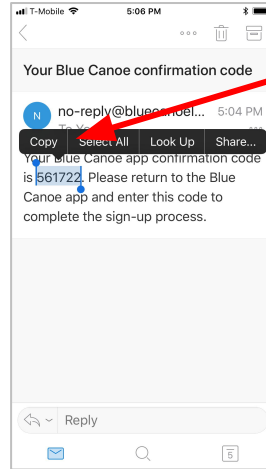 T-Mobile 5:06 PM
Your Blue Canoe confirmation code
N no-reply@bluecanoel... 5:04 PM
To Yo
Copy Select All Look Up Share...
Your Blue Canoe app confirmation code
is 561722. Please return to the Blue
Canoe app and enter this code to
complete the sign-up process.
Reply
5